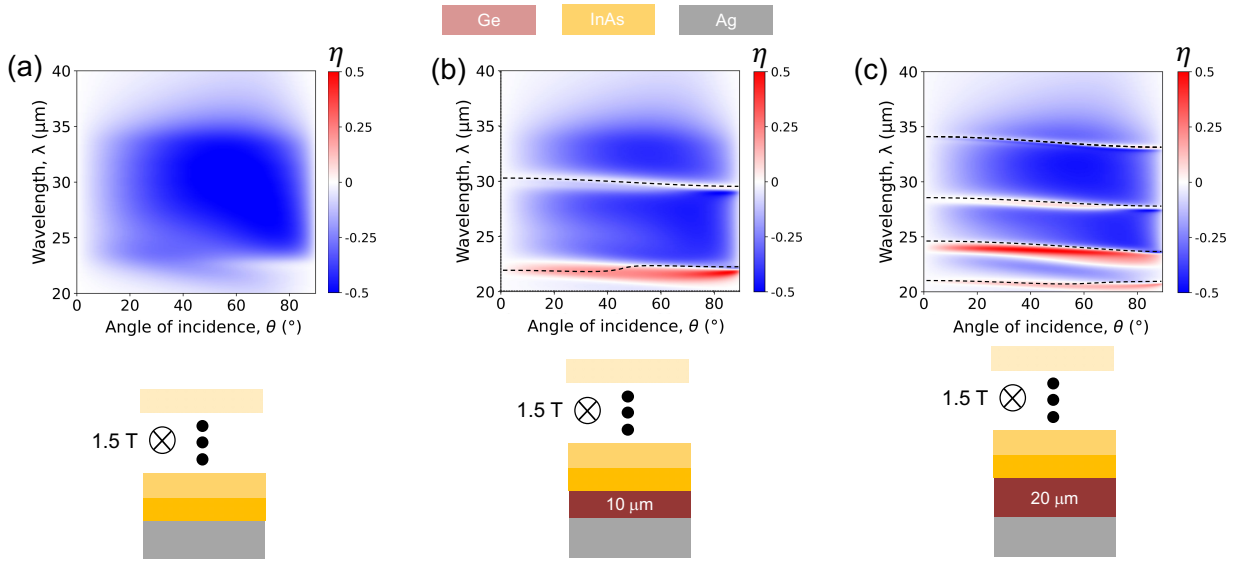 Ge InAs Ag
(a) η (b) η (c) η
40 0.5 40 0.5 40 0.5
35 35 35
0.25 0.25 0.25
30 0 30 0 30 0
25 25 25
-0.25 -0.25 -0.25
20 -0.5 20 -0.5 20 -0.5
Wavelength, λ (μm) Wavelength, λ (μm) Wavelength, λ (μm)
0 20 40 60 80 0 20 40 60 80 0 20 40 60 80
Angle of incidence, θ (°) Angle of incidence, θ (°) Angle of incidence, θ (°)
1.5 T 1.5 T 1.5 T
10 μm 20 μm